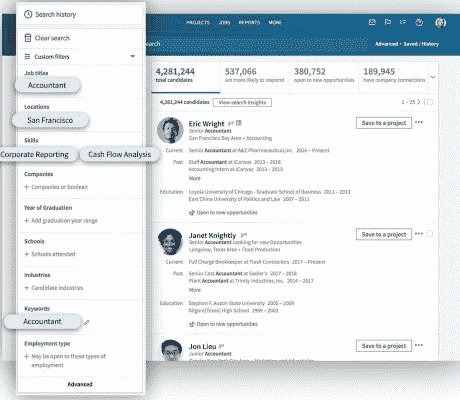 Search history
Clear search
Custom filters
Job titles
Accountant
Locations
San Francisco
Skills
Corporate Reporting
Cash Flow Analysis
Companies
+ Companies or boolean
Year of Graduation
+ Add graduation year range
Schools
+ Schools attended
Industries
+ Candidate industries
Keywords
Accountant
Employment type
+ May be open to these types of
employment
Advanced
PROJECTS JOBS REPORTS MORE
search
Advanced • Saved / History
4,281,244
total candidates
537,066
are more likely to respond
380,752
open to new opportunities
189,945
have company connections
4,281,244 candidates View search insights
1 – 25
Eric Wright
Senior Accountant
San Francisco Bay Area • Accounting
Save to a project
Current Senior Accountant at A&Z Pharmaceutical,Inc. 2016 – Present
Past Staff Accountant at iCanvas 2013 – 2016
Accounting Intern at iCanvas 2013 – 2013
More
Education Loyola University of Chicago - Graduate School of Business 2011 – 2013
East China University of Politics and Law 2007 – 2011
Open to new opportunities
Janet Knightly
Senior Accountant Looking for new Opportunities
Longview, Texas Area • Food Production
Save to a project
Current Full Charge Bookkeeper at Flash Contractors 2017 – Present
Past Senior Cost Accountant at Sadler's 2017 – 2018
Plant Accountant at Trinity Industries, Inc. 2014 – 2017
More
Education Stephen F. Austin State University 2005 – 2009
Kilgore(Texas) High School 1999 – 2003
Open to new opportunities
Jon Lieu
Junior Accountant
Save to a project